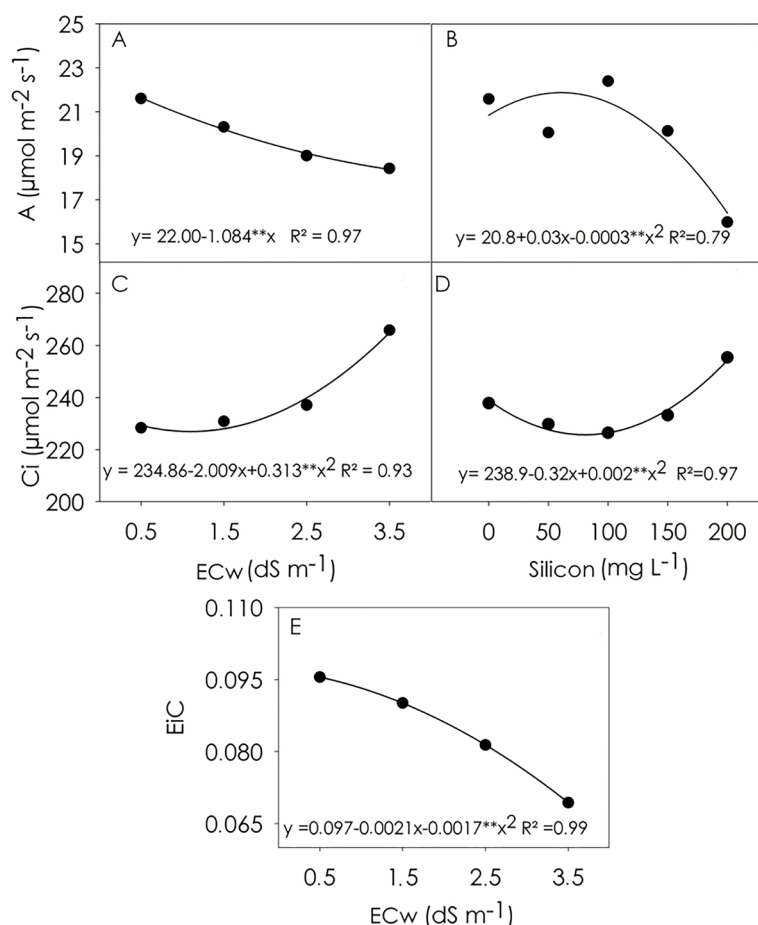 A
B
A (µmol m-2 s-1)
25
23
21
19
17
15
y= 22.00-1.084**x R² = 0.97
y= 20.8+0.03x-0.0003**x2 R²=0.79
C
D
Ci (µmol m-2 s-1)
280
260
240
220
200
y = 234.86-2.009x+0.313**x2 R² = 0.93
y= 238.9-0.32x+0.002**x2 R²=0.97
0.5 1.5 2.5 3.5
0 50 100 150 200
ECw (dS m-1)
Silicon (mg L-1)
E
EiC
0.110
0.095
0.080
0.065
y =0.097-0.0021x-0.0017**x2 R² =0.99
0.5 1.5 2.5 3.5
ECw (dS m-1)